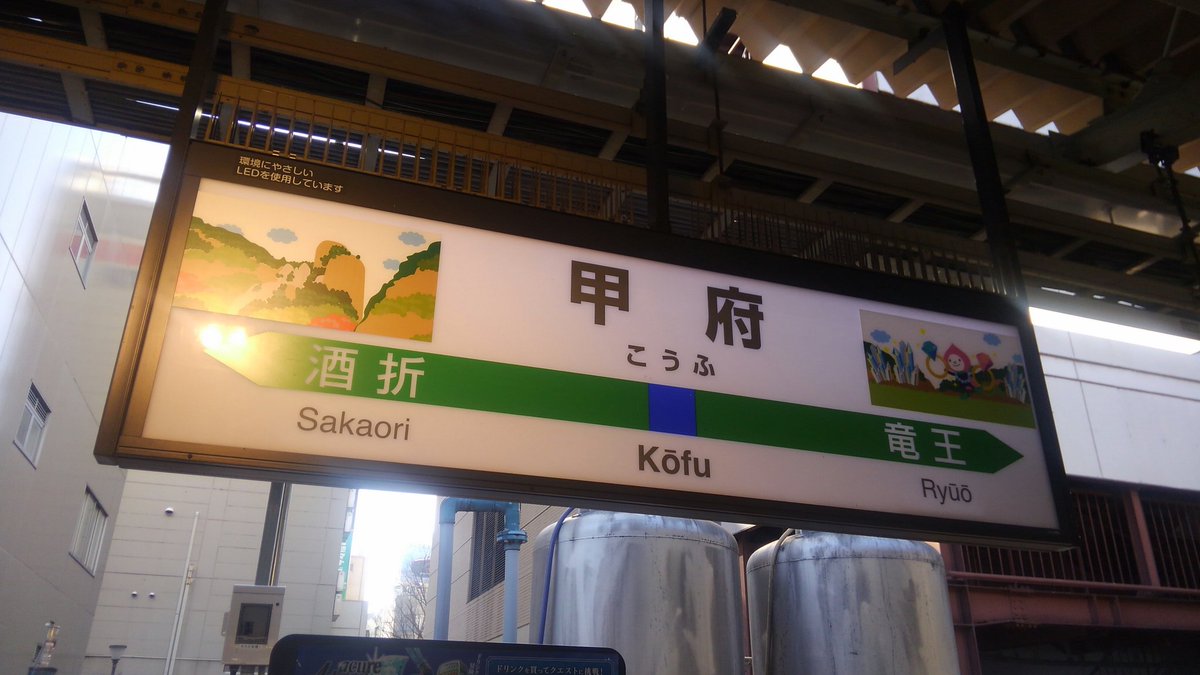 環境にやさしい
LEDを使用しています
甲府
こうふ
酒折
竜王
Sakaori
Kōfu
Ryūō
acure
ドリンクを買ってクエストに挑戦!